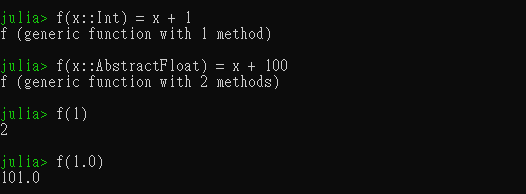 julia> f(x::Int) = x + 1
f (generic function with 1 method)
julia> f(x::AbstractFloat) = x + 100
f (generic function with 2 methods)
julia> f(1)
2
julia> f(1.0)
101.0